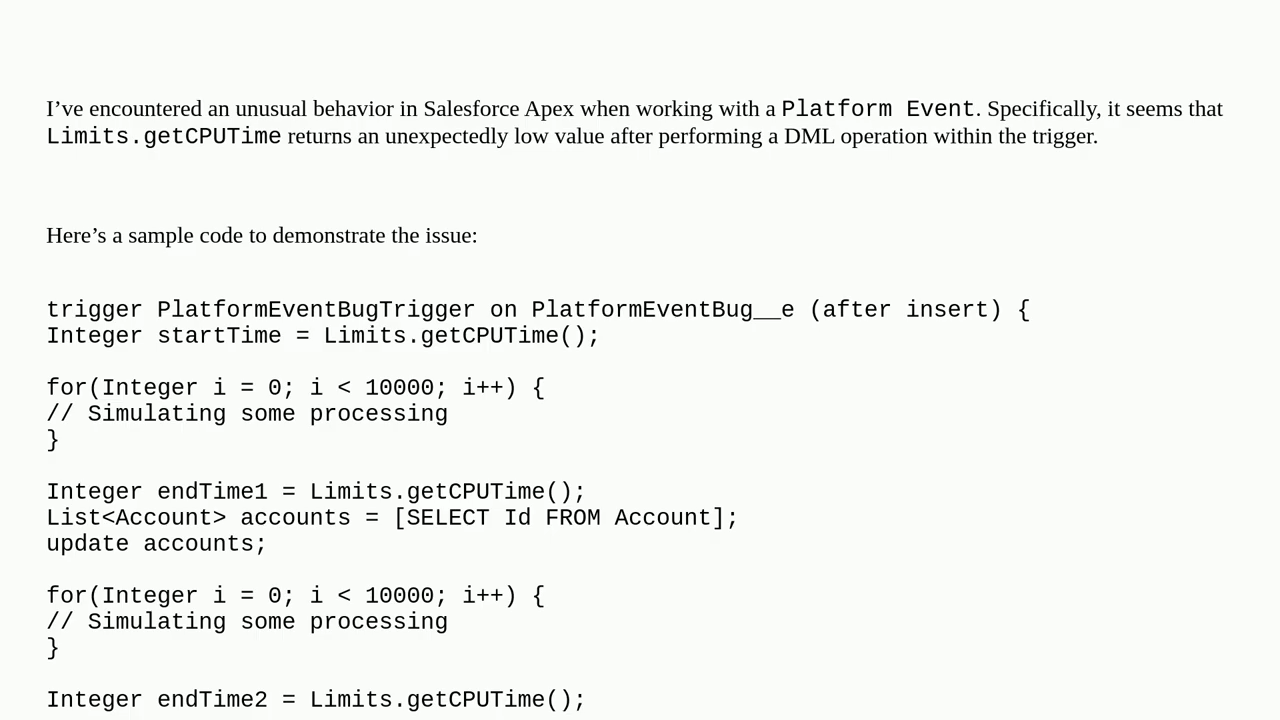 I’ve encountered an unusual behavior in Salesforce Apex when working with a Platform Event. Specifically, it seems that
Limits.getCPUTime returns an unexpectedly low value after performing a DML operation within the trigger.
Here’s a sample code to demonstrate the issue:
trigger PlatformEventBugTrigger on PlatformEventBug__e (after insert) {
Integer startTime = Limits.getCPUTime();
for(Integer i = 0; i < 10000; i++) {
// Simulating some processing
}
Integer endTime1 = Limits.getCPUTime();
List<Account> accounts = [SELECT Id FROM Account];
update accounts;
for(Integer i = 0; i < 10000; i++) {
// Simulating some processing
}
Integer endTime2 = Limits.getCPUTime();